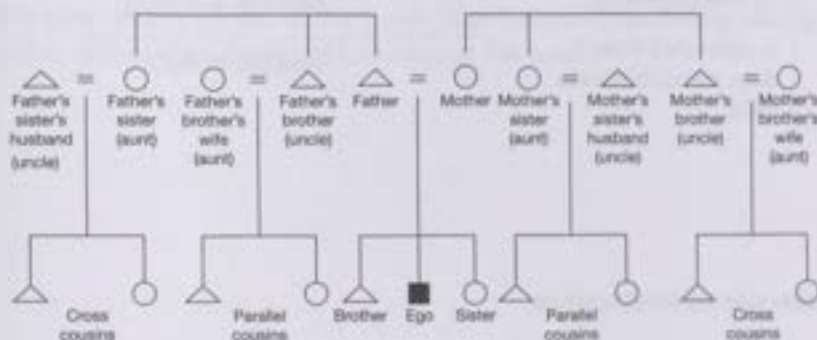 Father's sister's husband (uncle)
Father's sister (aunt)
Father's brother's wife (aunt)
Father's brother (uncle)
Father
Mother
Mother's sister (aunt)
Mother's sister's husband (uncle)
Mother's brother (uncle)
Mother's brother's wife (aunt)
Cross cousins
Parallel cousins
Brother
Ego
Sister
Parallel cousins
Cross cousins